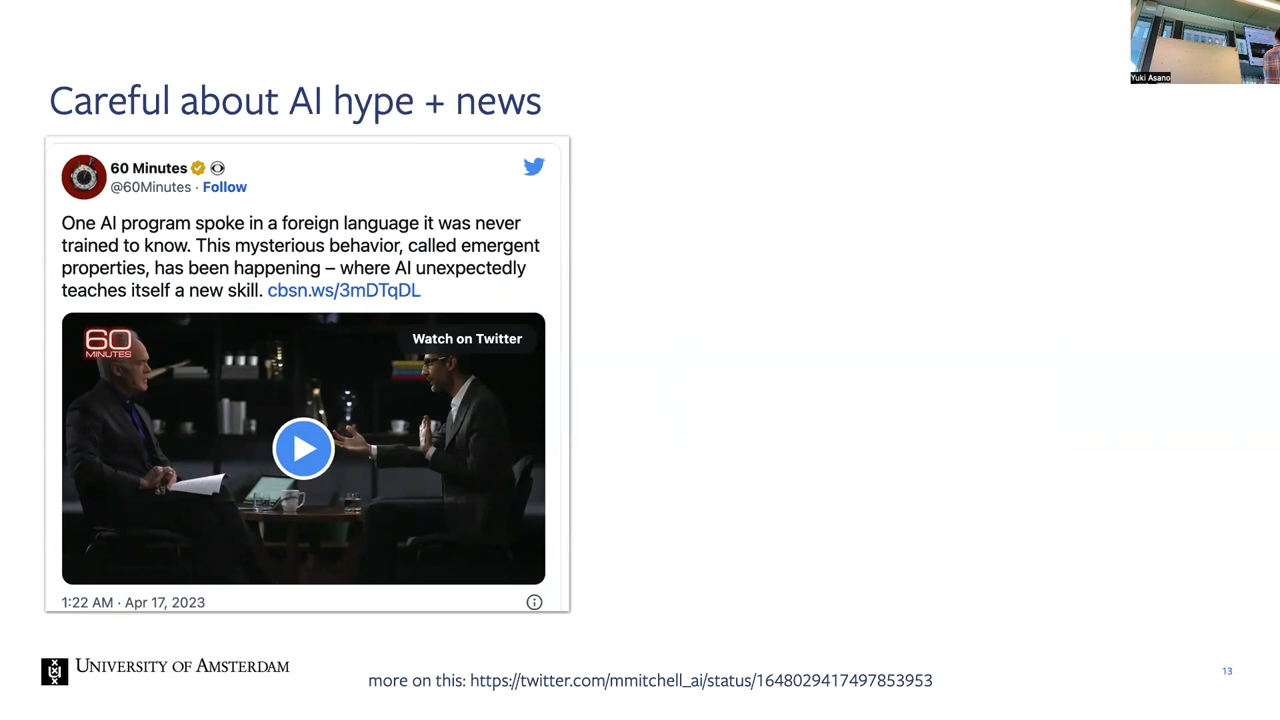 Yuki Asano
Careful about AI hype + news
60 Minutes
@60Minutes · Follow
One AI program spoke in a foreign language it was never
trained to know. This mysterious behavior, called emergent
properties, has been happening – where AI unexpectedly
teaches itself a new skill. cbsn.ws/3mDTqDL
60
MINUTES
Watch on Twitter
1:22 AM · Apr 17, 2023
UNIVERSITY OF AMSTERDAM
more on this: https://twitter.com/mmitchell_ai/status/1648029417497853953
13